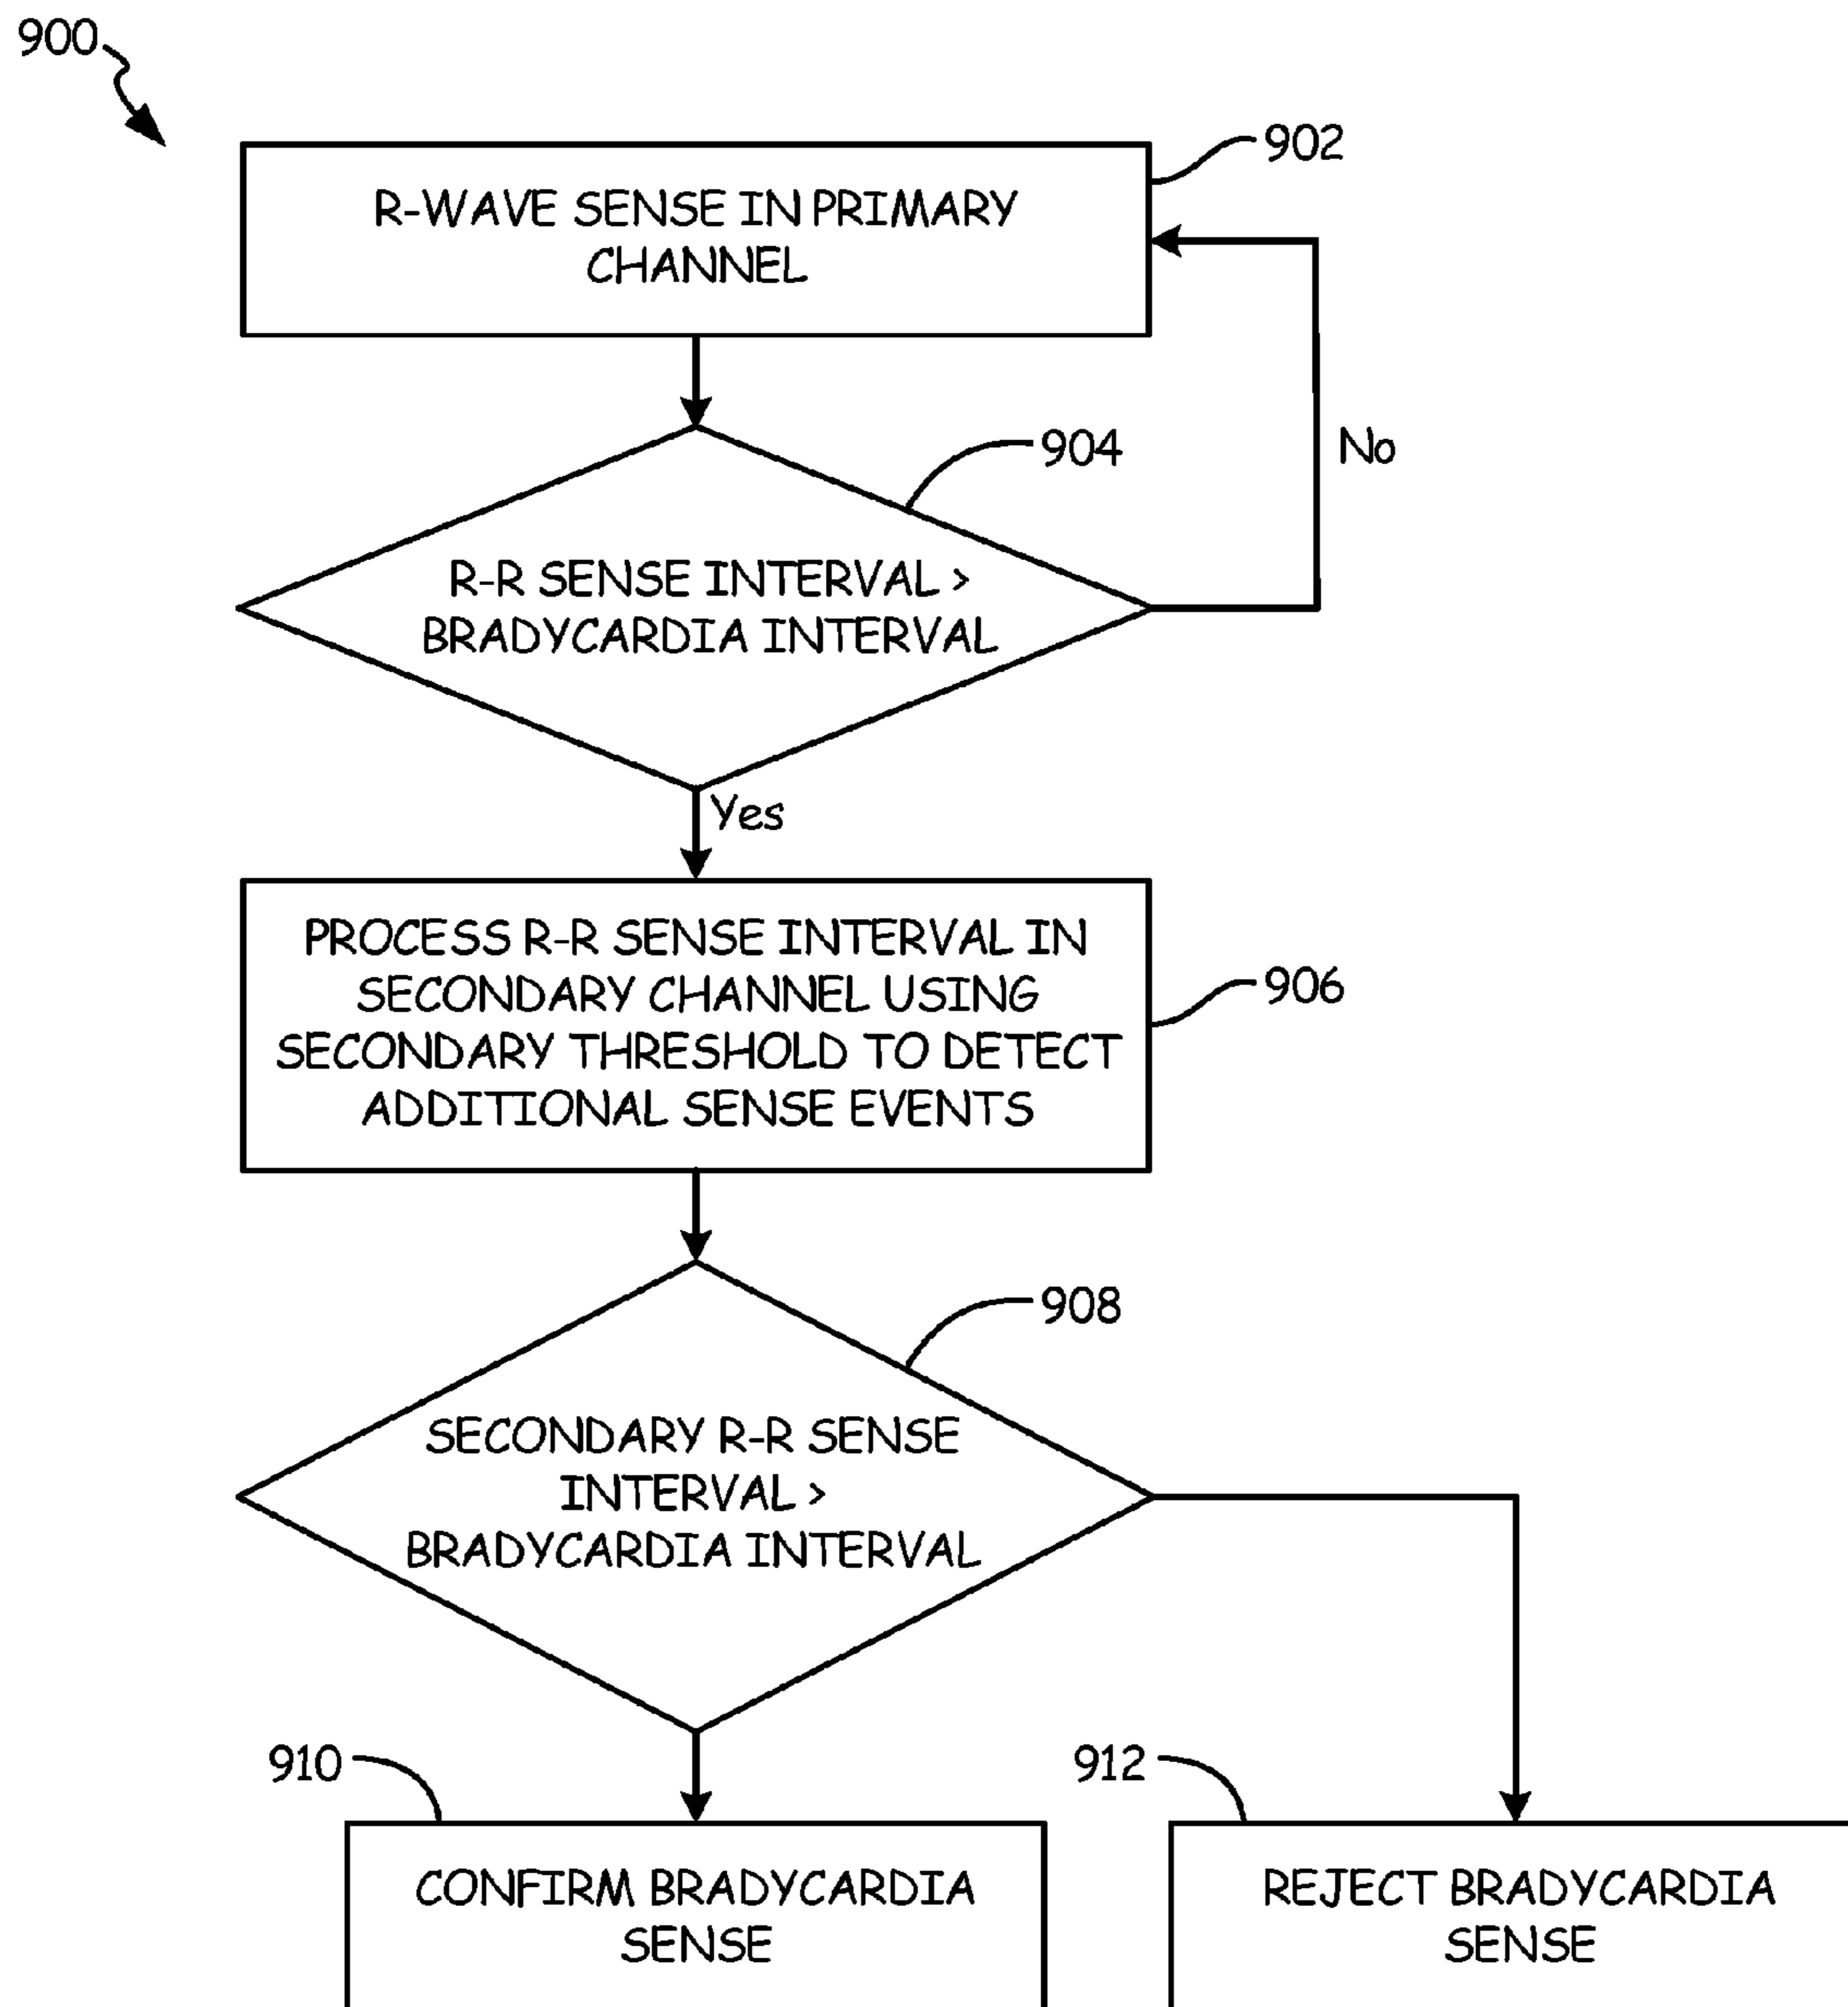 900
902
R-WAVE SENSE IN PRIMARY
CHANNEL
904
No
R-R SENSE INTERVAL >
BRADYCARDIA INTERVAL
Yes
PROCESS R-R SENSE INTERVAL IN
SECONDARY CHANNEL USING
SECONDARY THRESHOLD TO DETECT
ADDITIONAL SENSE EVENTS
906
908
SECONDARY R-R SENSE
INTERVAL >
BRADYCARDIA INTERVAL
910
912
CONFIRM BRADYCARDIA
SENSE
REJECT BRADYCARDIA
SENSE